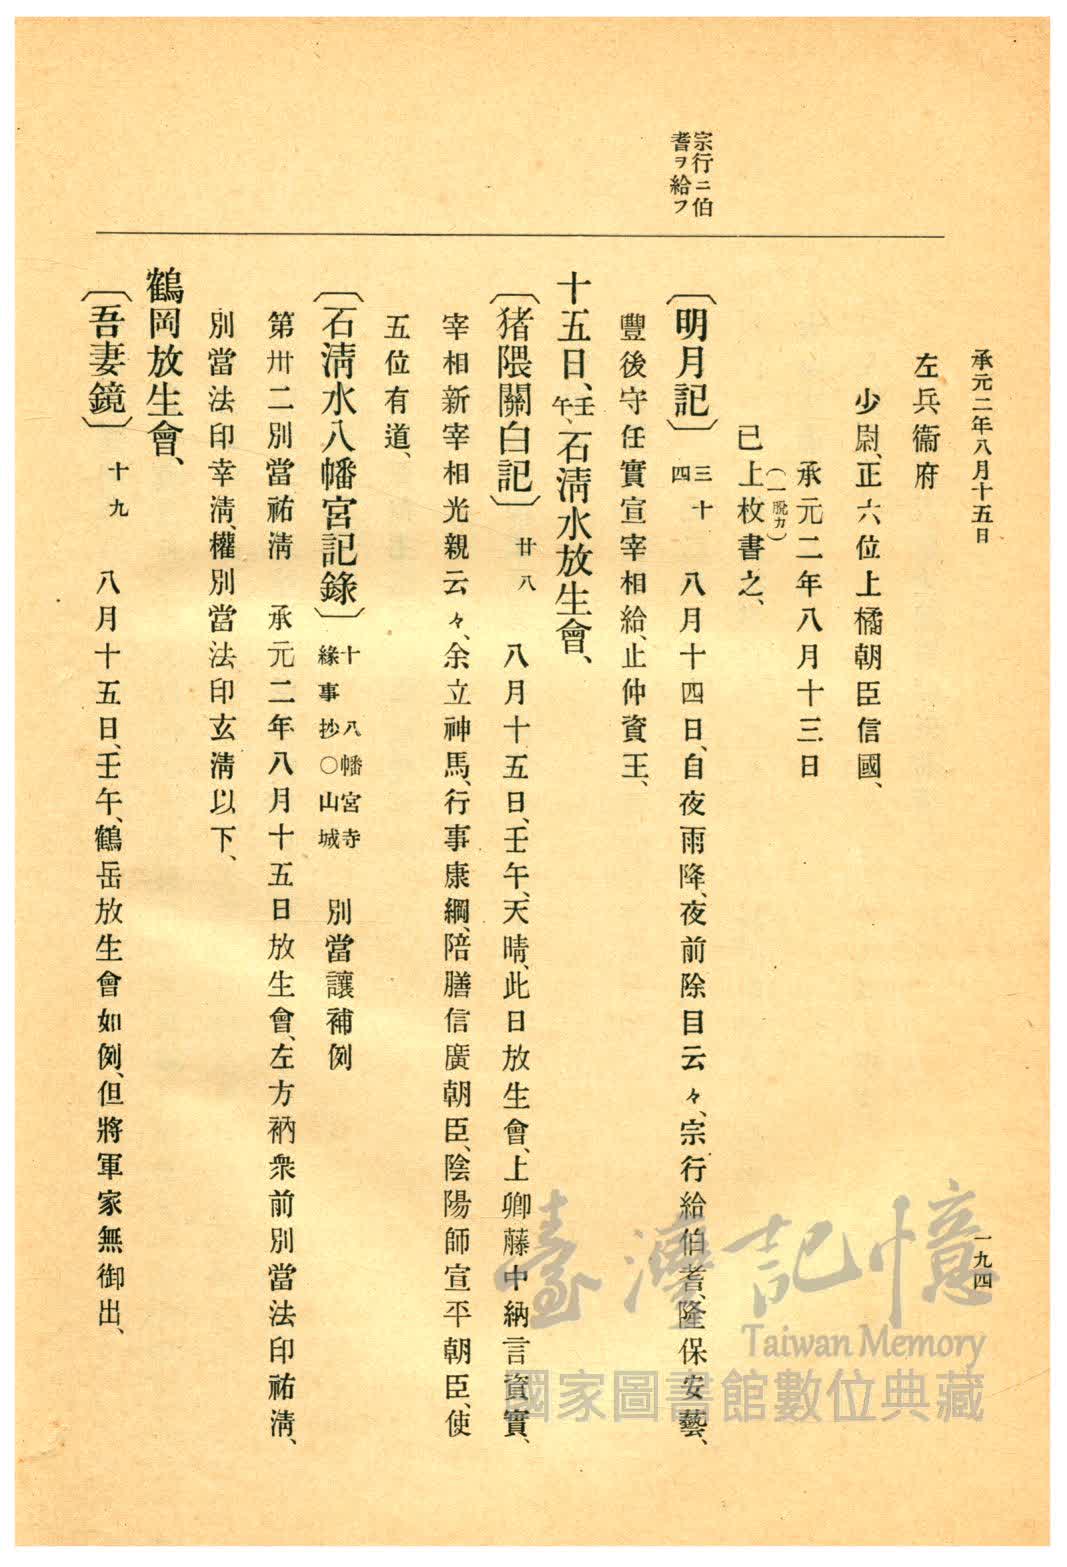 承元二年八月十五日
一九四
左兵衞府
少尉、正六位上橘朝臣信國、
承元二年八月十三日
已上枚書之、
(一脫カ)
宗行ニ伯
耆ヲ給フ
〔明月記〕 三十四 八月十四日、自夜雨降、夜前除目云々、宗行給伯耆、隆保安藝、
豐後守任實宣宰相給、止仲資王、
十五日、壬午、石淸水放生會、
〔猪隈關白記〕 廿八 八月十五日、壬午、天晴、此日放生會、上卿藤中納言資實、
宰相新宰相光親云々、余立神馬、行事康綱、陪膳信廣朝臣、陰陽師宣平朝臣、使
五位有道、
〔石淸水八幡宮記錄〕 十 八幡宮寺緣事抄○山城 別當讓補例
第卅二別當祐淸 承元二年八月十五日放生會、左方衲衆前別當法印祐淸、
別當法印幸淸、權別當法印玄淸以下、
鶴岡放生會、
〔吾妻鏡〕 十九 八月十五日、壬午、鶴岳放生會如例、但將軍家無御出、
臺灣記憶
Taiwan Memory
國家圖書館數位典藏